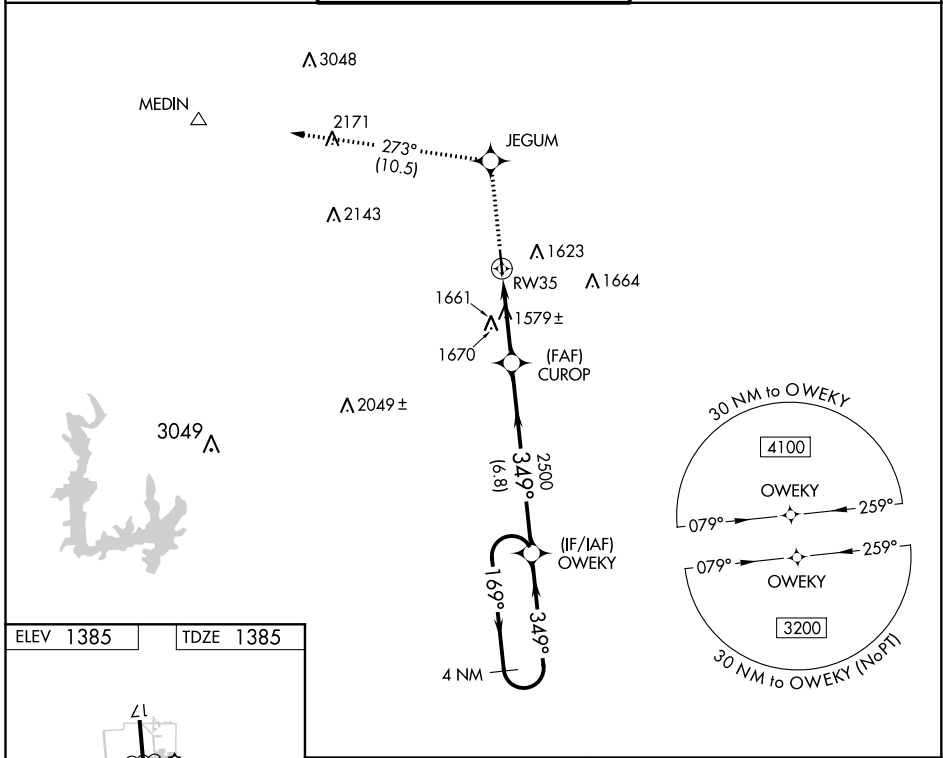 3048
MEDIN
2171
273°
(10.5)
JEGUM
2143
1623
RW35
1664
1661
1579±
1670
(FAF)
CUROP
2049±
3049
2500
349°
(6.8)
(IF/IAF)
OWEKY
169°
349°
4 NM
30 NM to OWEKY
4100
OWEKY
079°
259°
079°
259°
OWEKY
3200
30 NM to OWEKY (NoPT)
ELEV 1385
TDZE 1385
17